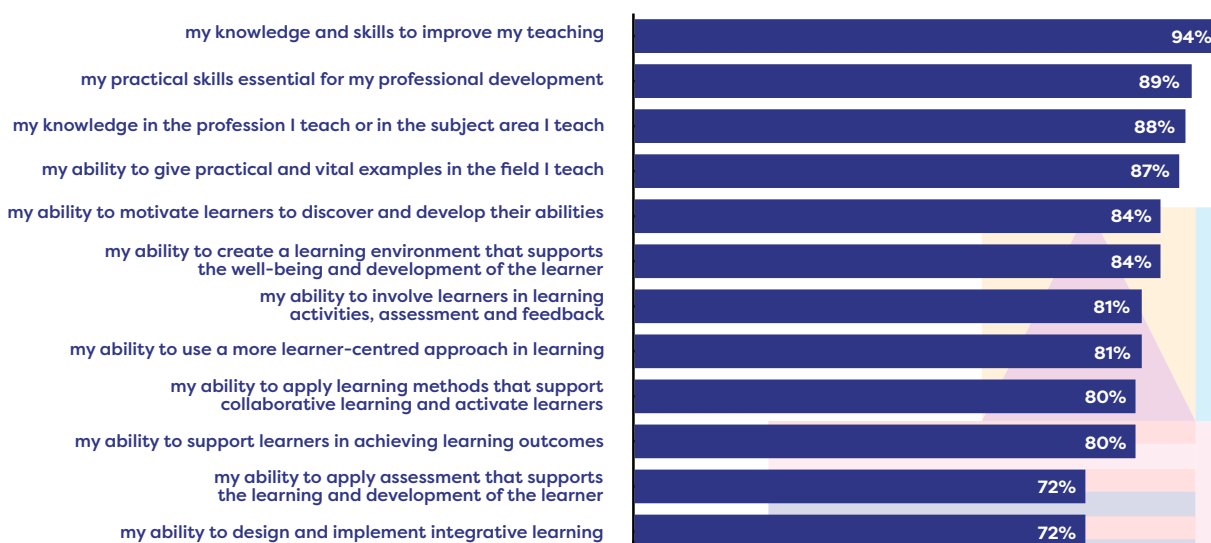 my knowledge and skills to improve my teaching 94%
my practical skills essential for my professional development 89%
my knowledge in the profession I teach or in the subject area I teach 88%
my ability to give practical and vital examples in the field I teach 87%
my ability to motivate learners to discover and develop their abilities 84%
my ability to create a learning environment that supports
the well-being and development of the learner 84%
my ability to involve learners in learning
activities, assessment and feedback 81%
my ability to use a more learner-centred approach in learning 81%
my ability to apply learning methods that support
collaborative learning and activate learners 80%
my ability to support learners in achieving learning outcomes 80%
my ability to apply assessment that supports
the learning and development of the learner 72%
my ability to design and implement integrative learning 72%